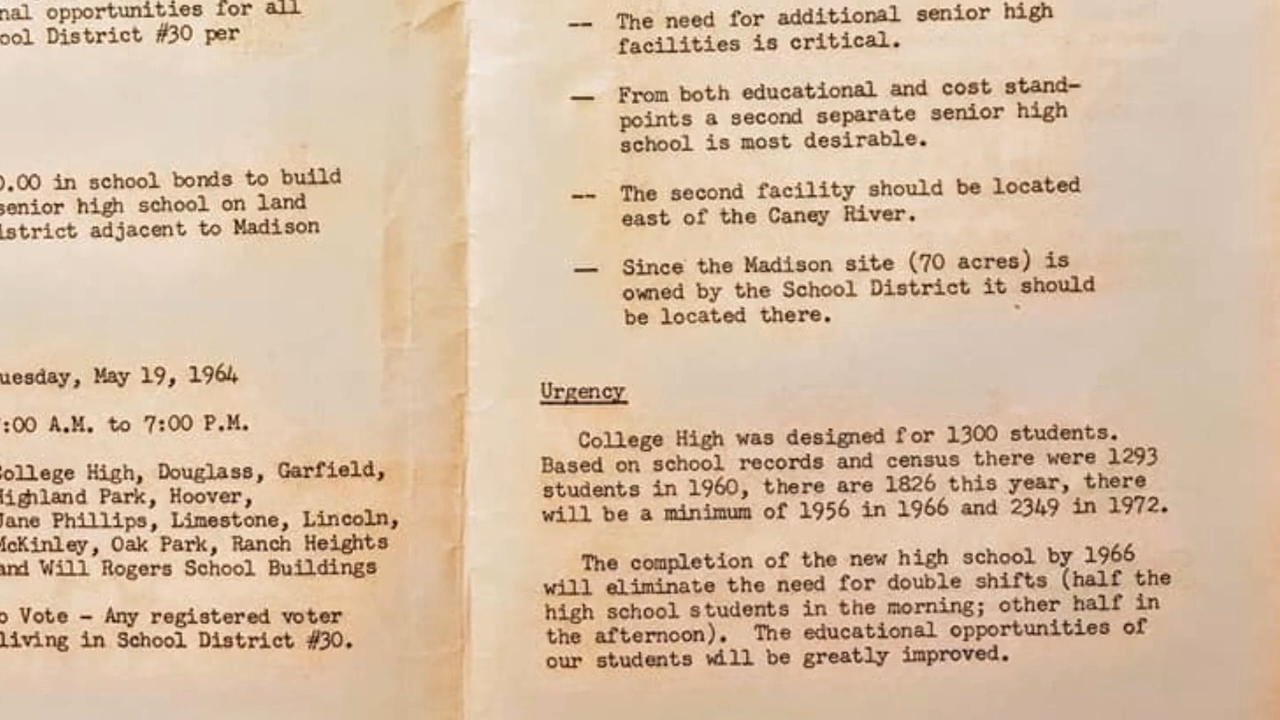 nal opportunities for all
ool District #30 per
0.00 in school bonds to build
senior high school on land
istrict adjacent to Madison
uesday, May 19, 1964
:00 A.M. to 7:00 P.M.
College High, Douglass, Garfield,
Highland Park, Hoover,
Jane Phillips, Limestone, Lincoln,
McKinley, Oak Park, Ranch Heights
and Will Rogers School Buildings
o Vote - Any registered voter
living in School District #30.
-- The need for additional senior high
facilities is critical.
— From both educational and cost stand-
points a second separate senior high
school is most desirable.
-- The second facility should be located
east of the Caney River.
— Since the Madison site (70 acres) is
owned by the School District it should
be located there.
Urgency
College High was designed for 1300 students.
Based on school records and census there were 1293
students in 1960, there are 1826 this year, there
will be a minimum of 1956 in 1966 and 2349 in 1972.
The completion of the new high school by 1966
will eliminate the need for double shifts (half the
high school students in the morning; other half in
the afternoon). The educational opportunities of
our students will be greatly improved.